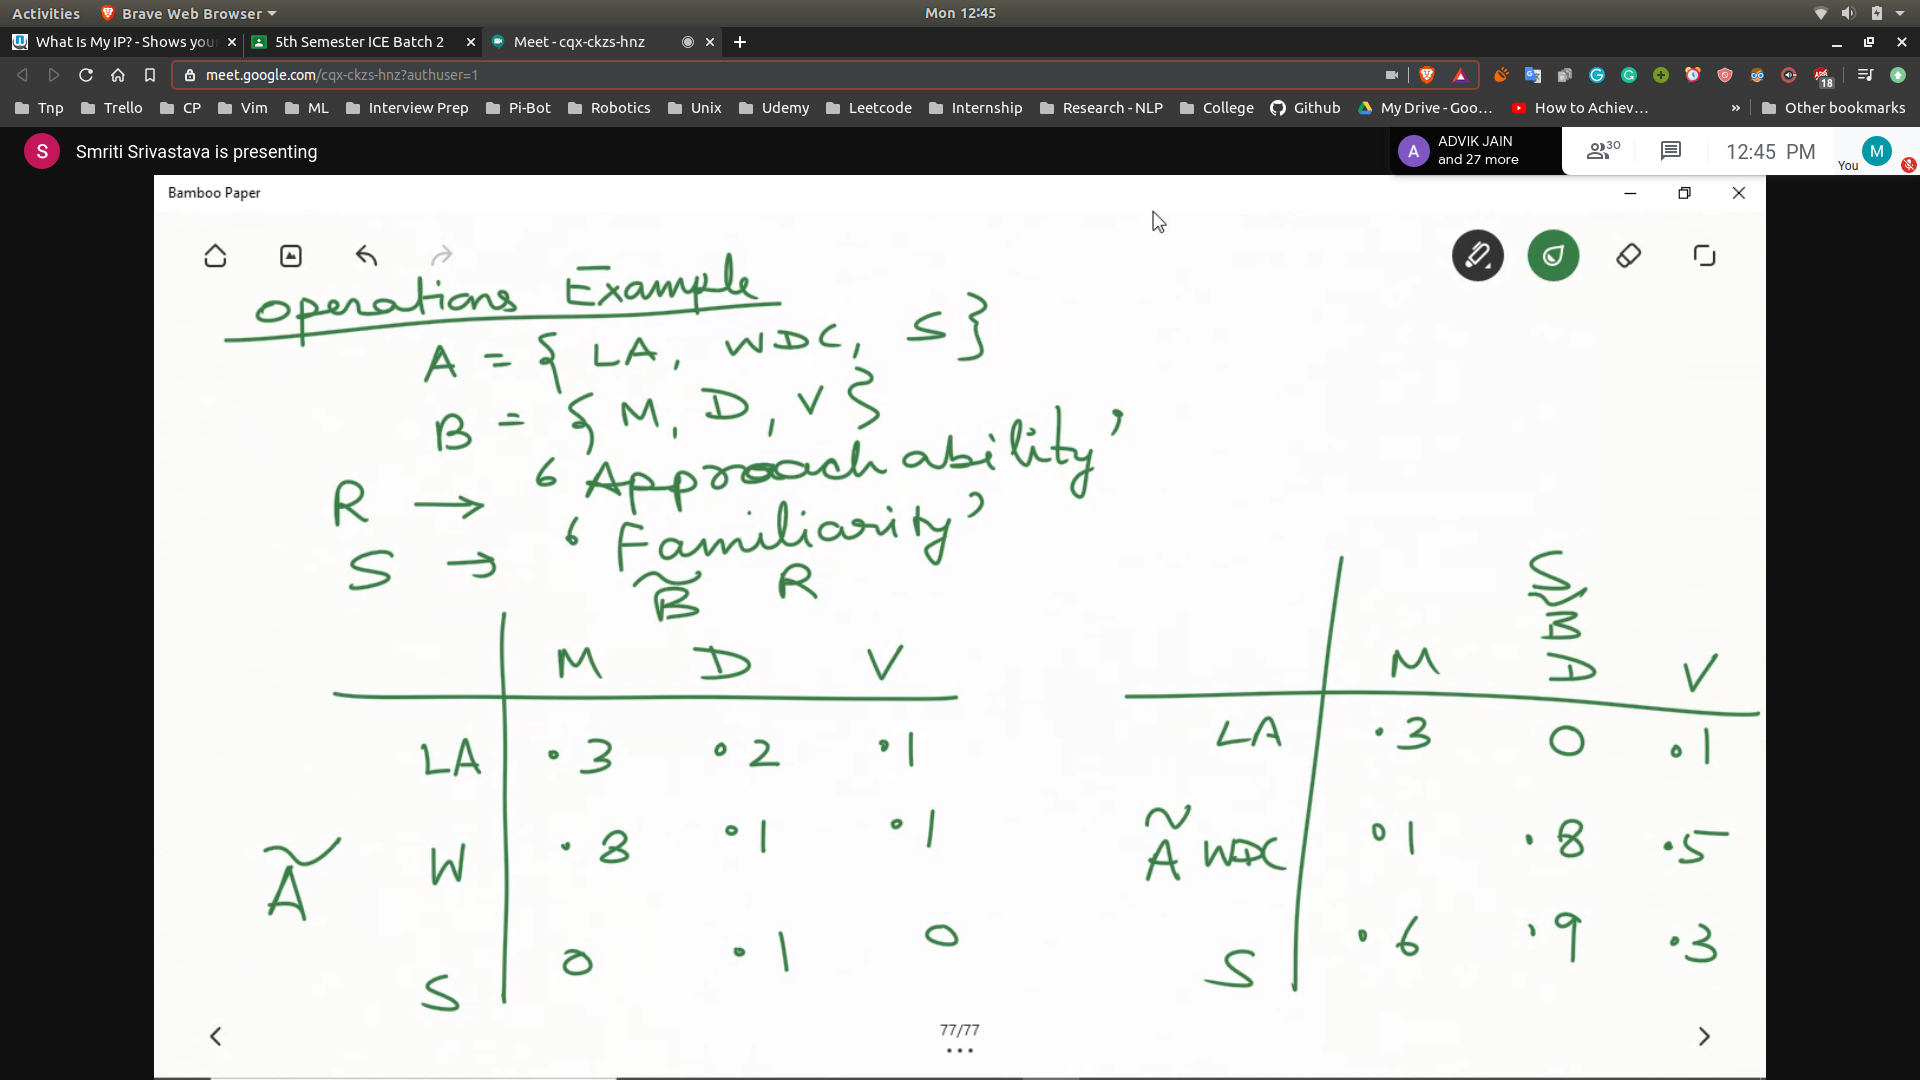 Activities Brave Web Browser Mon 12:45
What Is My IP? - Shows you 5th Semester ICE Batch 2 Meet - cqx-ckzs-hnz
meet.google.com/cqx-ckzs-hnz?authuser=1 18
Tnp Trello CP Vim ML Interview Prep Pi-Bot Robotics Unix Udemy Leetcode Internship Research - NLP College Github My Drive - Goo… How to Achiev… » Other bookmarks
S Smriti Srivastava is presenting
A ADVIK JAIN
and 27 more
30 12:45 PM You M
Bamboo Paper
Operations Example
A = { LA, WDC, S }
B = { M, D, V }
R → ‘ Approachability ’
S → ‘ Familiarity ’
B̃ R
M D V
LA .3 .2 .1
Ã W .8 .1 .1
S 0 .1 0
S
B̃
M D V
LA .3 0 .1
Ã WDC .1 .8 .5
S .6 .9 .3
77/77